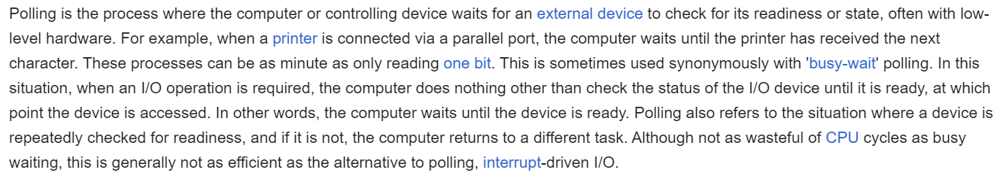 Polling is the process where the computer or controlling device waits for an external device to check for its readiness or state, often with low-
level hardware. For example, when a printer is connected via a parallel port, the computer waits until the printer has received the next
character. These processes can be as minute as only reading one bit. This is sometimes used synonymously with 'busy-wait' polling. In this
situation, when an I/O operation is required, the computer does nothing other than check the status of the I/O device until it is ready, at which
point the device is accessed. In other words, the computer waits until the device is ready. Polling also refers to the situation where a device is
repeatedly checked for readiness, and if it is not, the computer returns to a different task. Although not as wasteful of CPU cycles as busy
waiting, this is generally not as efficient as the alternative to polling, interrupt-driven I/O.